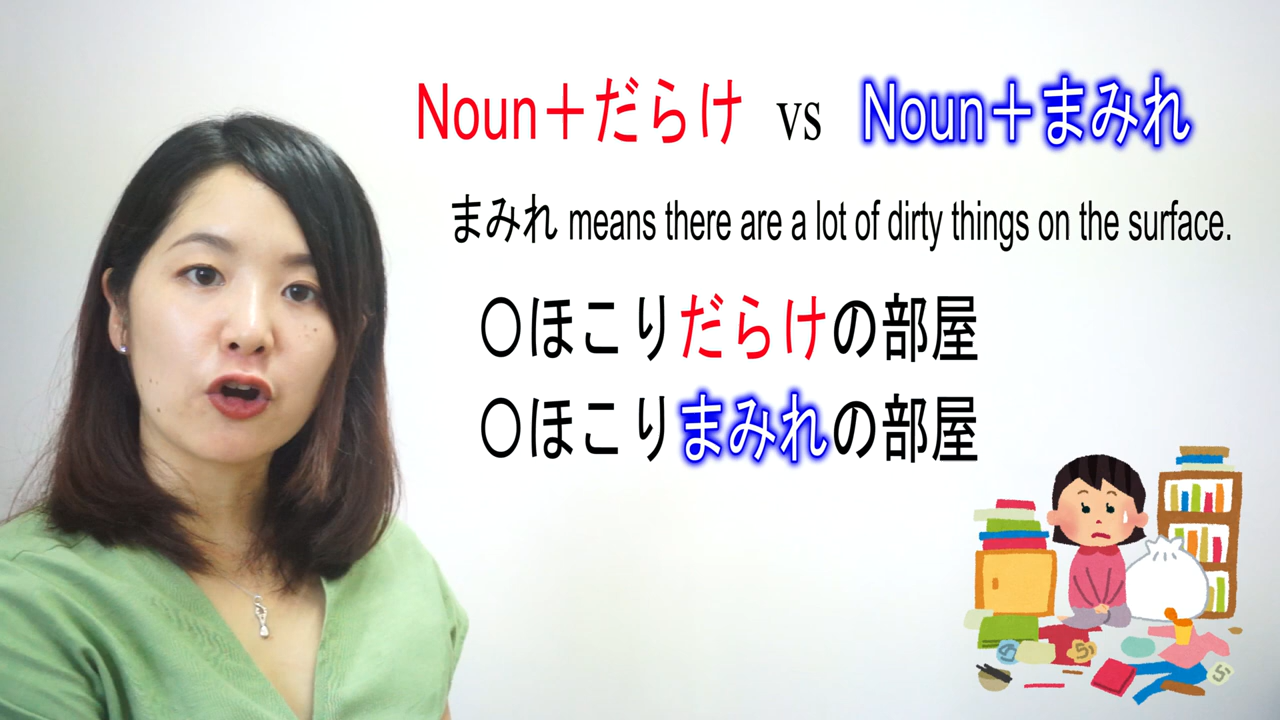 Noun＋だらけ vs Noun＋まみれ
まみれ means there are a lot of dirty things on the surface.
〇ほこりだらけの部屋
〇ほこりまみれの部屋